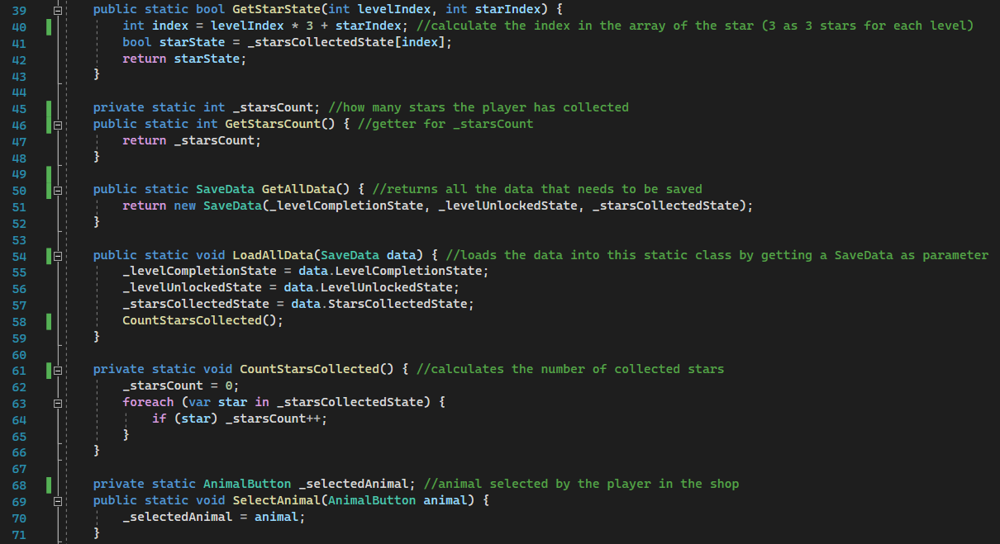 39 public static bool GetStarState(int levelIndex, int starIndex) {
40 int index = levelIndex * 3 + starIndex; //calculate the index in the array of the star (3 as 3 stars for each level)
41 bool starState = _starsCollectedState[index];
42 return starState;
43 }
44
45 private static int _starsCount; //how many stars the player has collected
46 public static int GetStarsCount() { //getter for _starsCount
47 return _starsCount;
48 }
49
50 public static SaveData GetAllData() { //returns all the data that needs to be saved
51 return new SaveData(_levelCompletionState, _levelUnlockedState, _starsCollectedState);
52 }
53
54 public static void LoadAllData(SaveData data) { //loads the data into this static class by getting a SaveData as parameter
55 _levelCompletionState = data.LevelCompletionState;
56 _levelUnlockedState = data.LevelUnlockedState;
57 _starsCollectedState = data.StarsCollectedState;
58 CountStarsCollected();
59 }
60
61 private static void CountStarsCollected() { //calculates the number of collected stars
62 _starsCount = 0;
63 foreach (var star in _starsCollectedState) {
64 if (star) _starsCount++;
65 }
66 }
67
68 private static AnimalButton _selectedAnimal; //animal selected by the player in the shop
69 public static void SelectAnimal(AnimalButton animal) {
70 _selectedAnimal = animal;
71 }